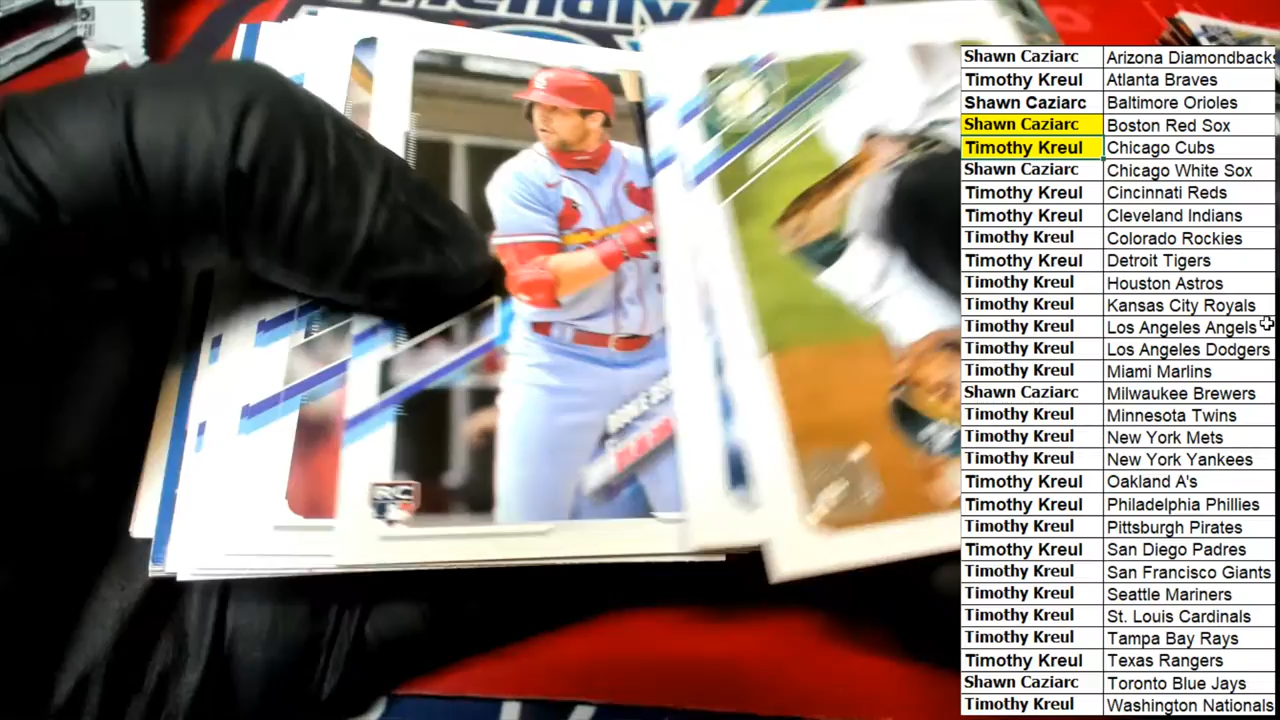 Shawn Caziarc Arizona Diamondbacks
Timothy Kreul Atlanta Braves
Shawn Caziarc Baltimore Orioles
Shawn Caziarc Boston Red Sox
Timothy Kreul Chicago Cubs
Shawn Caziarc Chicago White Sox
Timothy Kreul Cincinnati Reds
Timothy Kreul Cleveland Indians
Timothy Kreul Colorado Rockies
Timothy Kreul Detroit Tigers
Timothy Kreul Houston Astros
Timothy Kreul Kansas City Royals
Timothy Kreul Los Angeles Angels
Timothy Kreul Los Angeles Dodgers
Timothy Kreul Miami Marlins
Shawn Caziarc Milwaukee Brewers
Timothy Kreul Minnesota Twins
Timothy Kreul New York Mets
Timothy Kreul New York Yankees
Timothy Kreul Oakland A's
Timothy Kreul Philadelphia Phillies
Timothy Kreul Pittsburgh Pirates
Timothy Kreul San Diego Padres
Timothy Kreul San Francisco Giants
Timothy Kreul Seattle Mariners
Timothy Kreul St. Louis Cardinals
Timothy Kreul Tampa Bay Rays
Timothy Kreul Texas Rangers
Shawn Caziarc Toronto Blue Jays
Timothy Kreul Washington Nationals
RC